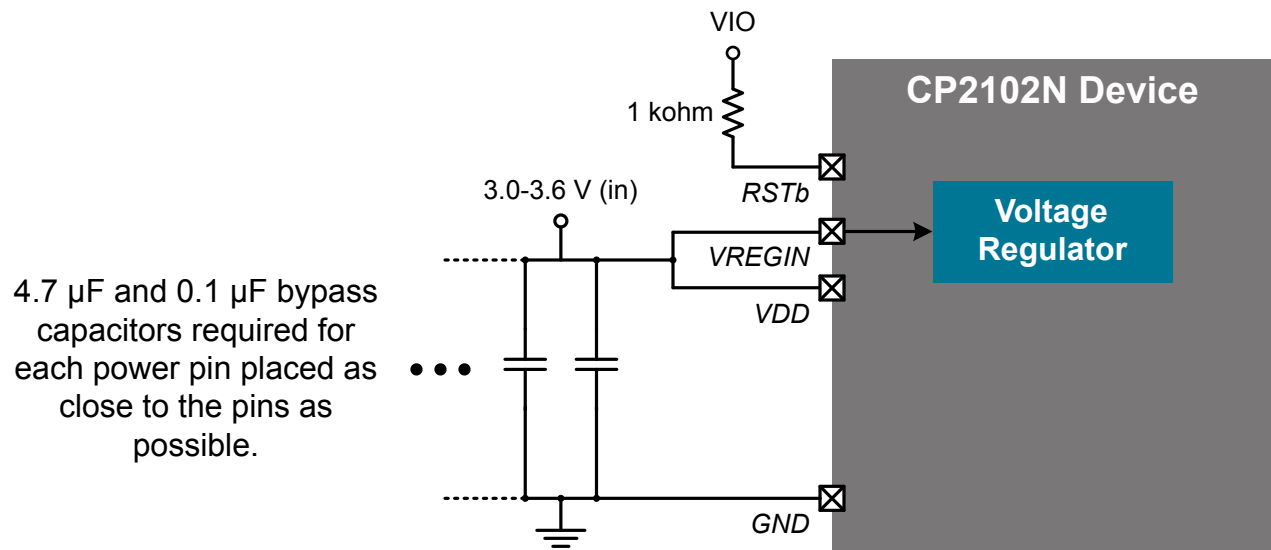 VIO
CP2102N Device
1 kohm
RSTb
3.0-3.6 V (in)
Voltage
Regulator
VREGIN
VDD
4.7 µF and 0.1 µF bypass
capacitors required for
each power pin placed as
close to the pins as
possible.
GND